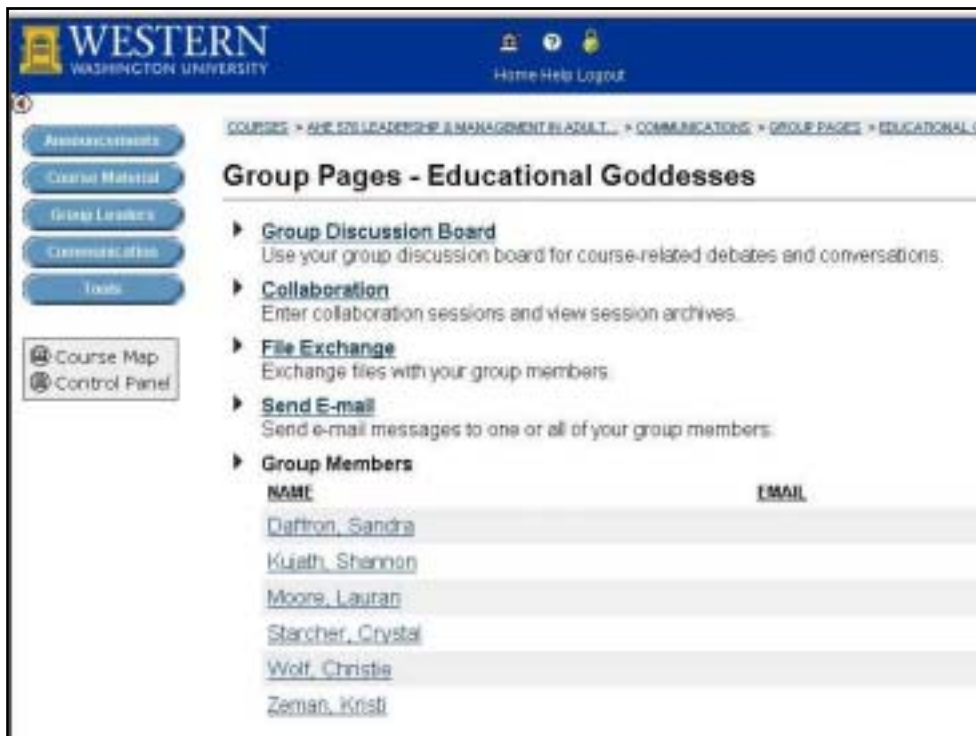 WESTERN
WASHINGTON UNIVERSITY
Home Help Logout
COURSES > AHE 570 LEADERSHIP & MANAGEMENT IN ADULT... > COMMUNICATIONS > GROUP PAGES > EDUCATIONAL
Announcements
Course Material
Group Leaders
Communication
Tools
Course Map
Control Panel
Group Pages - Educational Goddesses
Group Discussion Board
Use your group discussion board for course-related debates and conversations.
Collaboration
Enter collaboration sessions and view session archives.
File Exchange
Exchange files with your group members.
Send E-mail
Send e-mail messages to one or all of your group members.
Group Members
NAME EMAIL
Daffron, Sandra
Kujath, Shannon
Moore, Lauran
Starcher, Crystal
Wolf, Christie
Zeman, Kristi